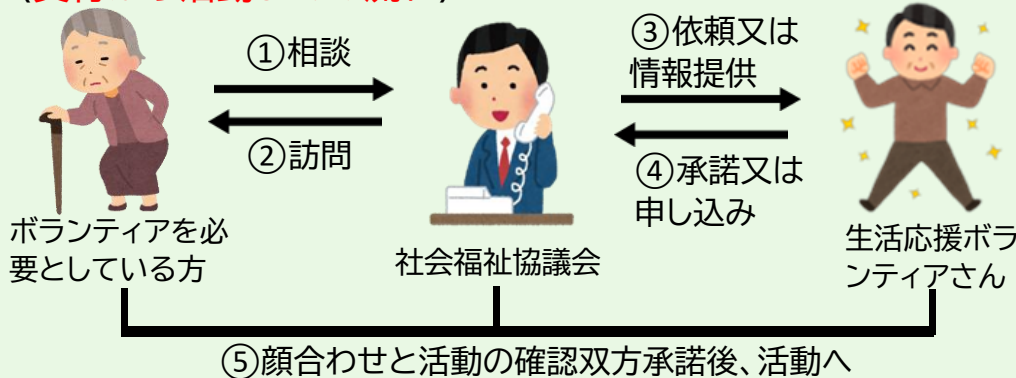 ①相談
②訪問
③依頼又は
情報提供
④承諾又は
申し込み
ボランティアを必
要としている方
社会福祉協議会
生活応援ボラ
ンティアさん
⑤顔合わせと活動の確認双方承諾後、活動へ